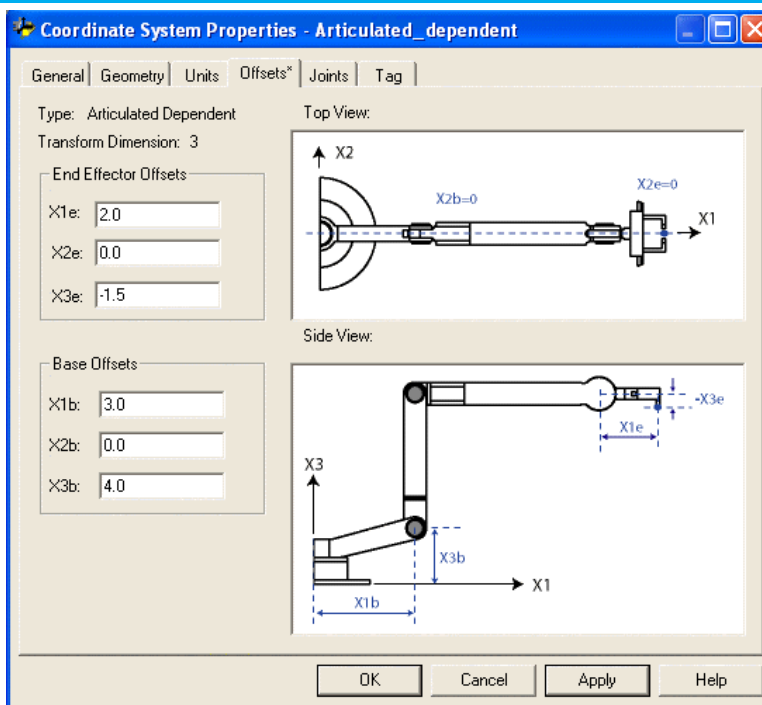 Coordinate System Properties - Articulated_dependent
General Geometry Units Offsets* Joints Tag
Type: Articulated Dependent
Transform Dimension: 3
End Effector Offsets
X1e: 2.0
X2e: 0.0
X3e: -1.5
Base Offsets
X1b: 3.0
X2b: 0.0
X3b: 4.0
Top View:
X2
X2b=0
X2e=0
X1
Side View:
-X3e
X1e
X3
X3b
X1
X1b
OK Cancel Apply Help